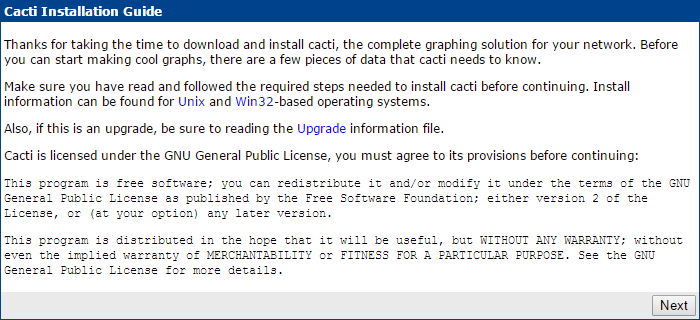 Cacti Installation Guide
Thanks for taking the time to download and install cacti, the complete graphing solution for your network. Before
you can start making cool graphs, there are a few pieces of data that cacti needs to know.
Make sure you have read and followed the required steps needed to install cacti before continuing. Install
information can be found for Unix and Win32-based operating systems.
Also, if this is an upgrade, be sure to reading the Upgrade information file.
Cacti is licensed under the GNU General Public License, you must agree to its provisions before continuing:
This program is free software; you can redistribute it and/or modify it under the terms of the GNU
General Public License as published by the Free Software Foundation; either version 2 of the
License, or (at your option) any later version.
This program is distributed in the hope that it will be useful, but WITHOUT ANY WARRANTY; without
even the implied warranty of MERCHANTABILITY or FITNESS FOR A PARTICULAR PURPOSE. See the GNU
General Public License for more details.
Next